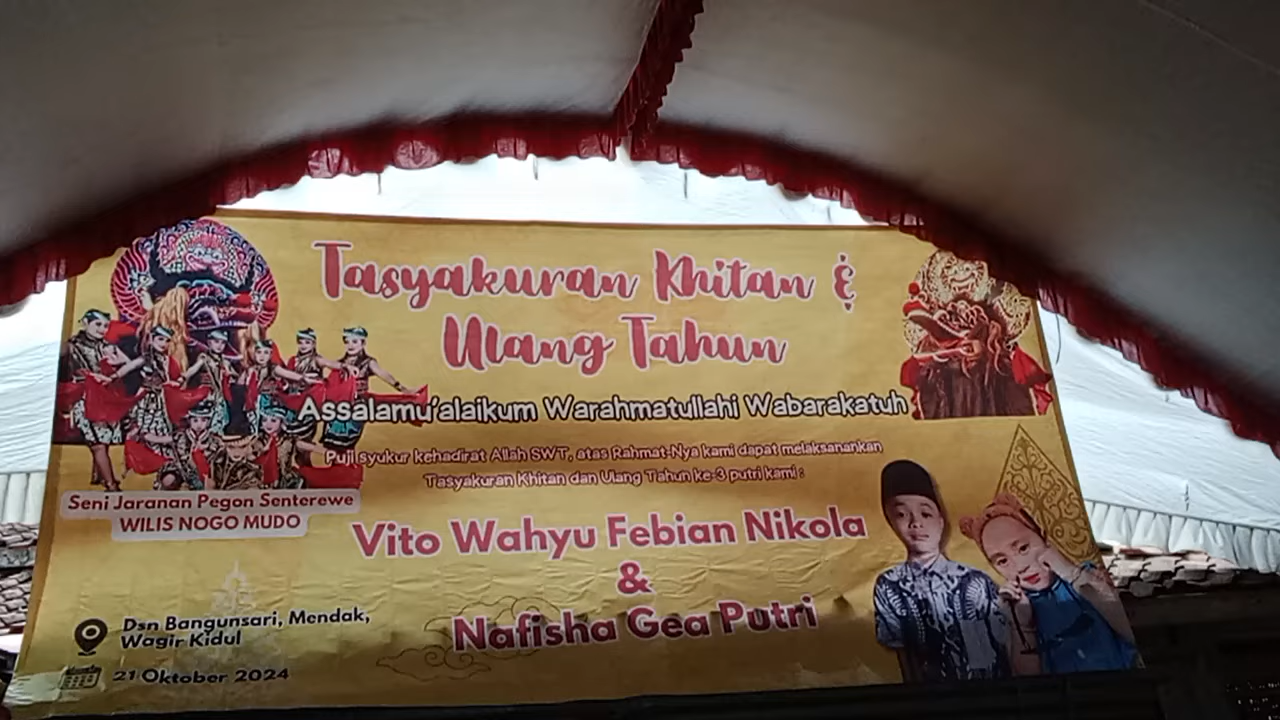 Tasyakuran Khitan &
Ulang Tahun
Assalamu'alaikum Warahmatullahi Wabarakatuh
Puji syukur kehadirat Allah SWT, atas Rahmat-Nya kami dapat melaksanankan
Tasyakuran Khitan dan Ulang Tahun ke-3 putri kami :
Seni Jaranan Pegon Senterewe
WILIS NOGO MUDO
Vito Wahyu Febian Nikola
&
Nafisha Gea Putri
Dsn Bangunsari, Mendak,
Wagir Kidul
21 Oktober 2024